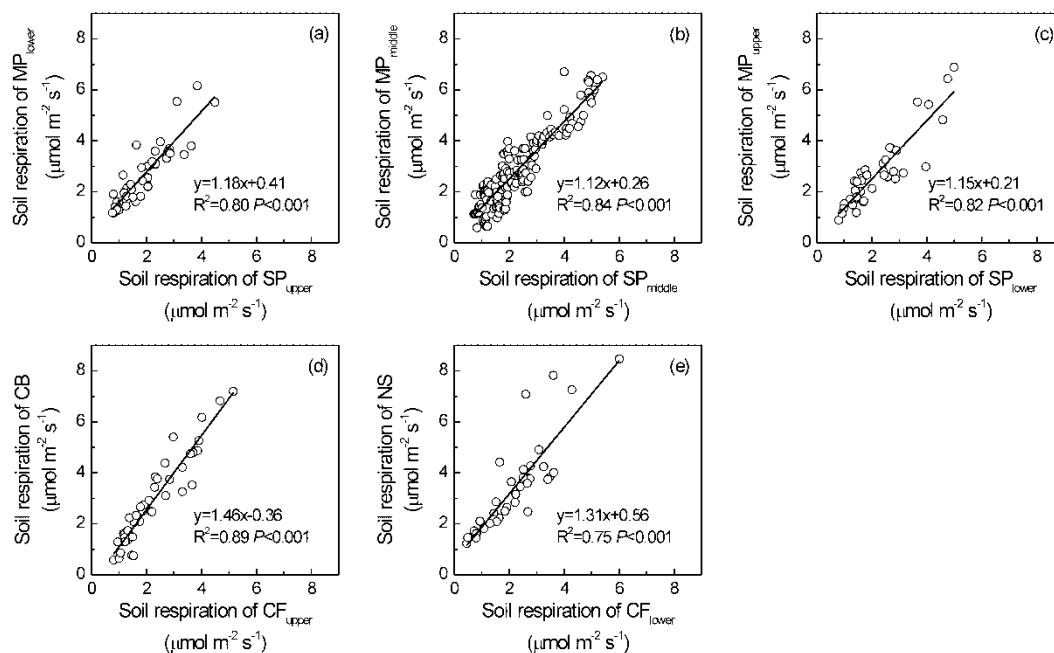 (a)
Soil respiration of MP_lower
(μmol m⁻² s⁻¹)
8
6
4
2
0
y=1.18x+0.41
R²=0.80 P<0.001
0 2 4 6 8
Soil respiration of SP_upper
(μmol m⁻² s⁻¹)
(b)
Soil respiration of MP_middle
(μmol m⁻² s⁻¹)
8
6
4
2
0
y=1.12x+0.26
R²=0.84 P<0.001
0 2 4 6 8
Soil respiration of SP_middle
(μmol m⁻² s⁻¹)
(c)
Soil respiration of MP_upper
(μmol m⁻² s⁻¹)
8
6
4
2
0
y=1.15x+0.21
R²=0.82 P<0.001
0 2 4 6 8
Soil respiration of SP_lower
(μmol m⁻² s⁻¹)
(d)
Soil respiration of CB
(μmol m⁻² s⁻¹)
8
6
4
2
0
y=1.46x-0.36
R²=0.89 P<0.001
0 2 4 6 8
Soil respiration of CF_upper
(μmol m⁻² s⁻¹)
(e)
Soil respiration of NS
(μmol m⁻² s⁻¹)
8
6
4
2
0
y=1.31x+0.56
R²=0.75 P<0.001
0 2 4 6 8
Soil respiration of CF_lower
(μmol m⁻² s⁻¹)